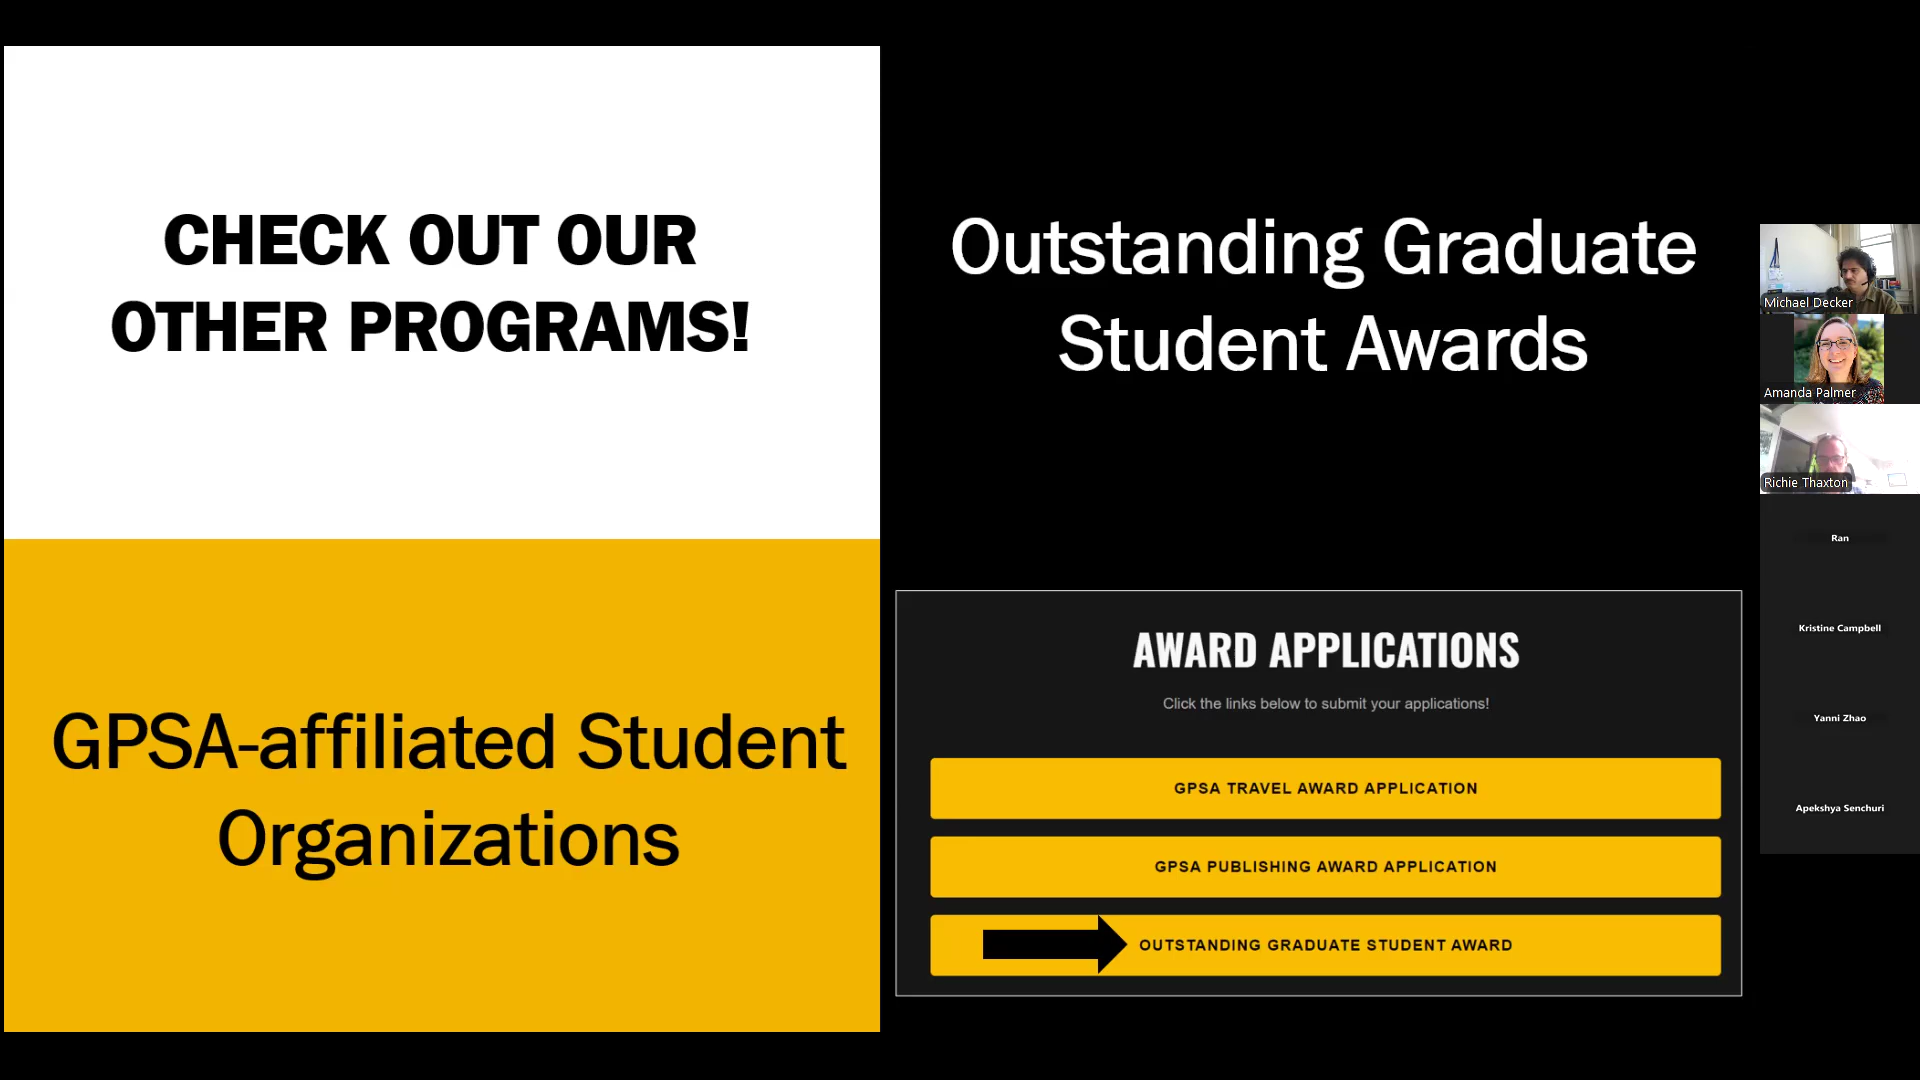 CHECK OUT OUR
OTHER PROGRAMS!
GPSA-affiliated Student
Organizations
Outstanding Graduate
Student Awards
AWARD APPLICATIONS
Click the links below to submit your applications!
GPSA TRAVEL AWARD APPLICATION
GPSA PUBLISHING AWARD APPLICATION
OUTSTANDING GRADUATE STUDENT AWARD
Michael Decker
Amanda Palmer
Richie Thaxton
Ran
Kristine Campbell
Yanni Zhao
Apekshya Senchuri